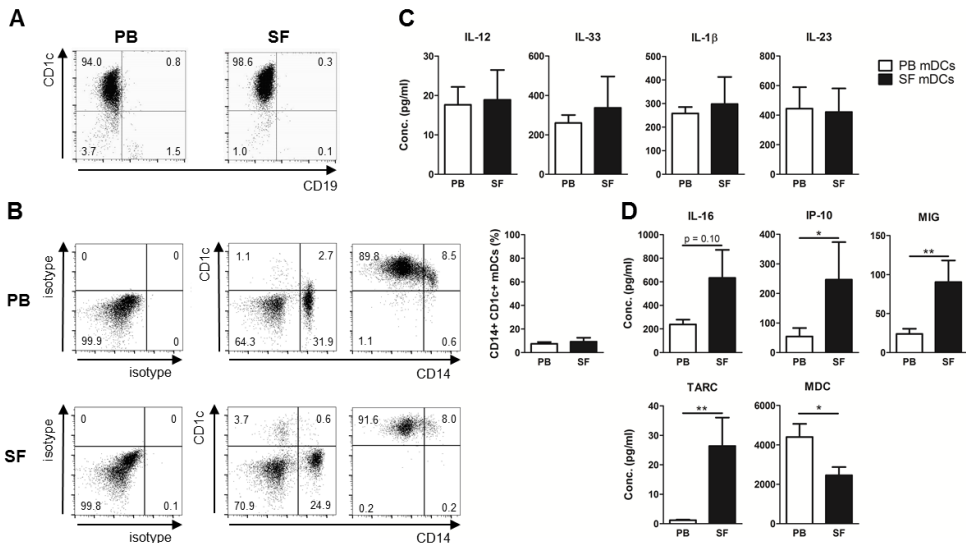 A
PB
SF
CD1c
94.0
0.8
3.7
1.5
98.6
0.3
1.0
0.1
CD19
B
PB
isotype
0
0
99.9
0
isotype
CD1c
1.1
2.7
64.3
31.9
89.8
8.5
1.1
0.6
CD14
SF
isotype
0
0
99.8
0.1
isotype
CD1c
3.7
0.6
70.9
24.9
91.6
8.0
0.2
0.2
CD14
CD14+ CD1c+ mDCs (%)
100
80
60
40
20
0
PB SF
C
IL-12
Conc. (pg/ml)
30
20
10
0
PB SF
IL-33
600
400
200
0
PB SF
IL-1β
500
400
300
200
100
0
PB SF
IL-23
800
600
400
200
0
PB SF
PB mDCs
SF mDCs
D
IL-16
Conc. (pg/ml)
1000
800
600
400
200
0
p = 0.10
PB SF
IP-10
400
300
200
100
0
*
PB SF
MIG
150
100
50
0
**
PB SF
TARC
Conc. (pg/ml)
40
30
20
10
0
**
PB SF
MDC
6000
4000
2000
0
*
PB SF